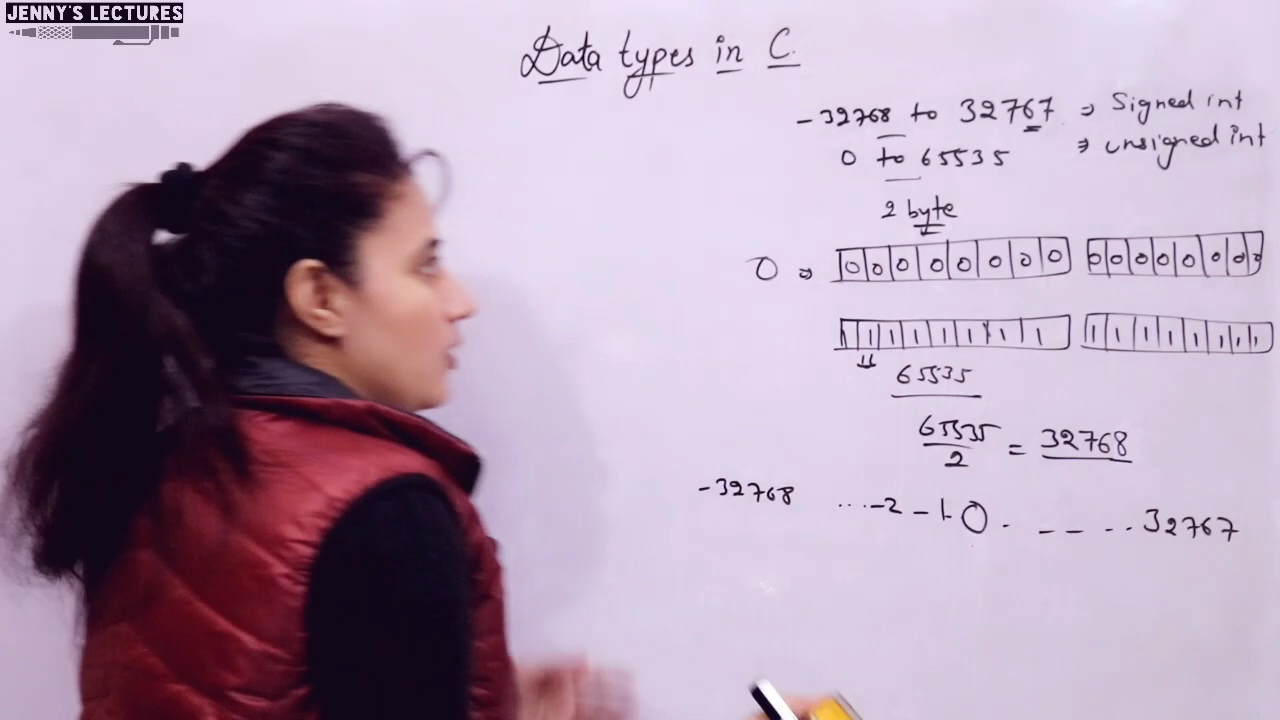 JENNY'S LECTURES
Data types in C.
-32768 to 32767 ⇒ Signed int
0 to 65535 ⇒ unsigned int
2 byte
0 ⇒ 0 0 0 0 0 0 0 0 0 0 0 0 0 0 0 0
1 1 1 1 1 1 1 1 1 1 1 1 1 1 1 1
65535
65535/2 = 32768
-32768 ...-2 -1 0. -- -.. 32767